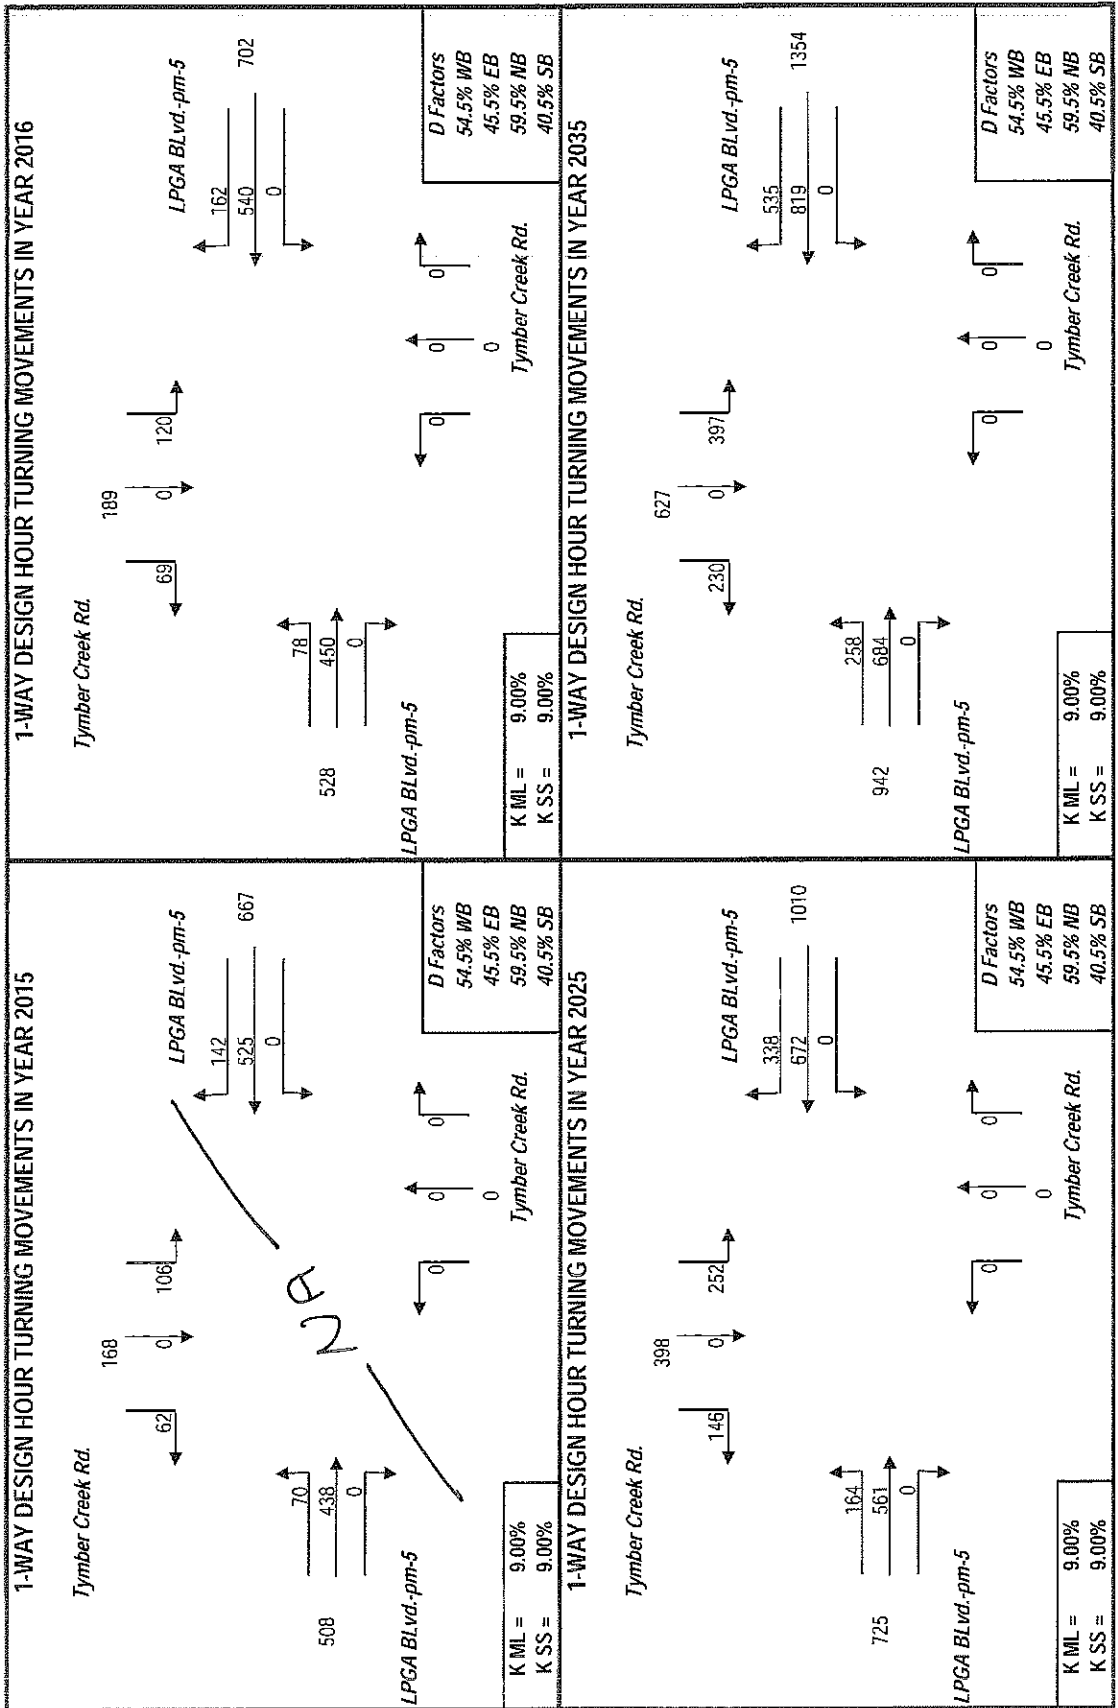 1-WAY DESIGN HOUR TURNING MOVEMENTS IN YEAR 2015
Tymber Creek Rd.
168
62
0
106
LPGA BLvd.-pm-5
142
525
667
0
NA
70
508
438
0
LPGA BLvd.-pm-5
0
0
0
0
Tymber Creek Rd.
K ML = 9.00%
K SS = 9.00%
D Factors
54.5% WB
45.5% EB
59.5% NB
40.5% SB
1-WAY DESIGN HOUR TURNING MOVEMENTS IN YEAR 2016
Tymber Creek Rd.
189
69
0
120
LPGA BLvd.-pm-5
162
540
702
0
78
528
450
0
LPGA BLvd.-pm-5
0
0
0
0
Tymber Creek Rd.
K ML = 9.00%
K SS = 9.00%
D Factors
54.5% WB
45.5% EB
59.5% NB
40.5% SB
1-WAY DESIGN HOUR TURNING MOVEMENTS IN YEAR 2025
Tymber Creek Rd.
398
146
0
252
LPGA BLvd.-pm-5
338
672
1010
0
164
725
561
0
LPGA BLvd.-pm-5
0
0
0
0
Tymber Creek Rd.
K ML = 9.00%
K SS = 9.00%
D Factors
54.5% WB
45.5% EB
59.5% NB
40.5% SB
1-WAY DESIGN HOUR TURNING MOVEMENTS IN YEAR 2035
Tymber Creek Rd.
627
230
0
397
LPGA BLvd.-pm-5
535
819
1354
0
258
942
684
0
LPGA BLvd.-pm-5
0
0
0
0
Tymber Creek Rd.
K ML = 9.00%
K SS = 9.00%
D Factors
54.5% WB
45.5% EB
59.5% NB
40.5% SB